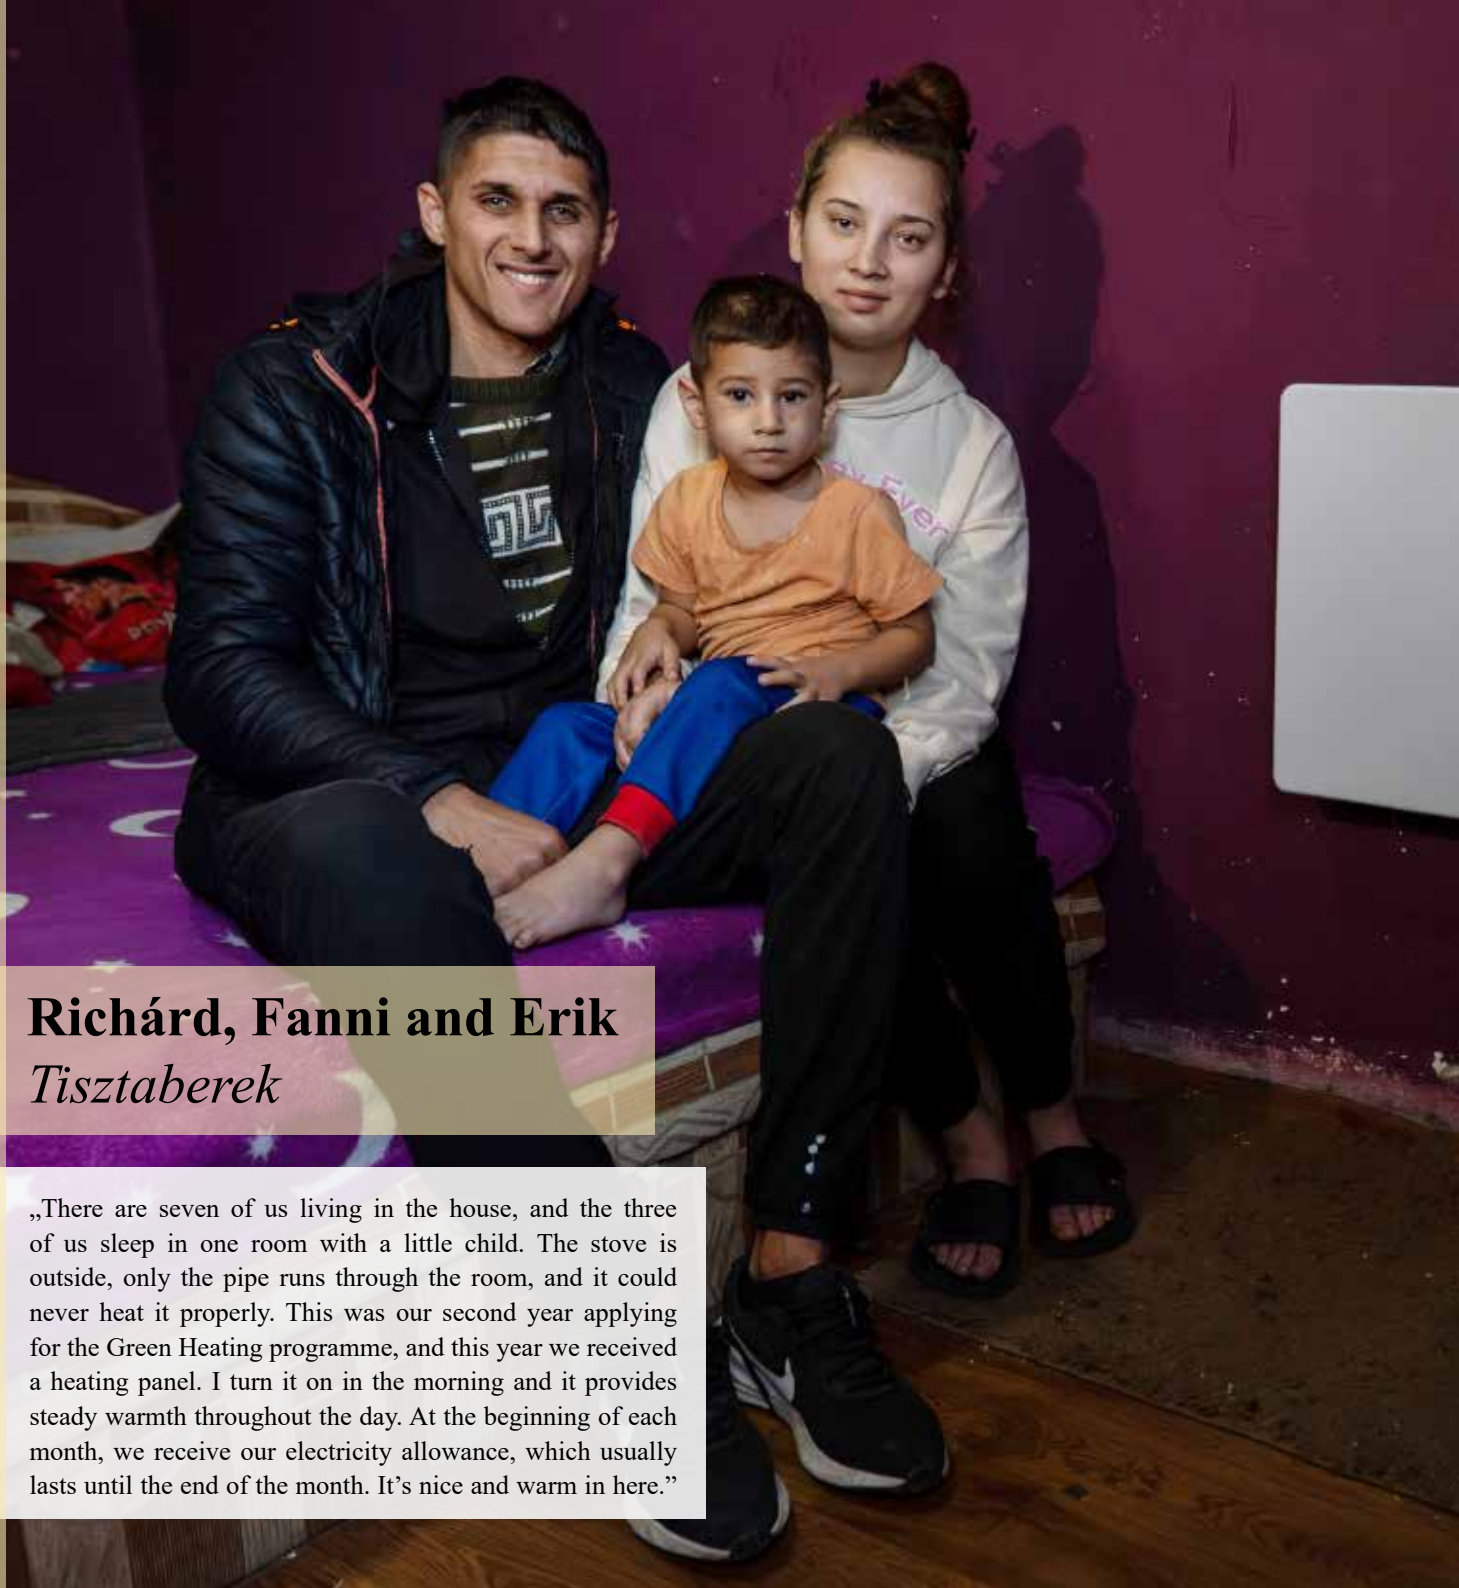 Richárd, Fanni and Erik
Tisztaberek
„There are seven of us living in the house, and the three
of us sleep in one room with a little child. The stove is
outside, only the pipe runs through the room, and it could
never heat it properly. This was our second year applying
for the Green Heating programme, and this year we received
a heating panel. I turn it on in the morning and it provides
steady warmth throughout the day. At the beginning of each
month, we receive our electricity allowance, which usually
lasts until the end of the month. It’s nice and warm in here.”